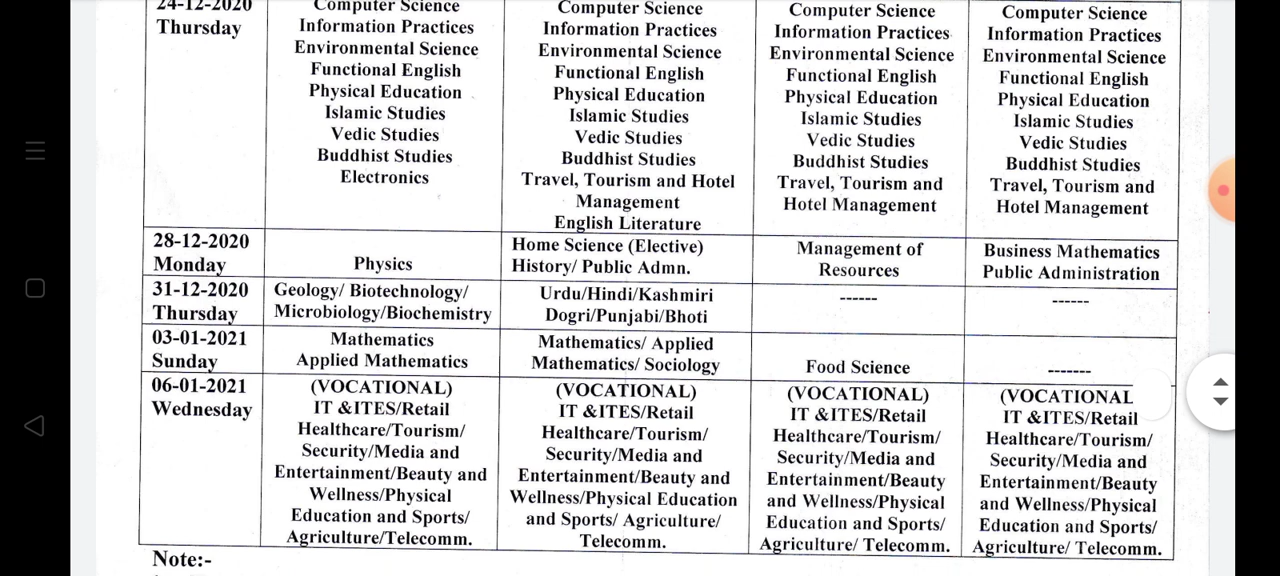 24-12-2020
Thursday
Computer Science
Information Practices
Environmental Science
Functional English
Physical Education
Islamic Studies
Vedic Studies
Buddhist Studies
Electronics
Computer Science
Information Practices
Environmental Science
Functional English
Physical Education
Islamic Studies
Vedic Studies
Buddhist Studies
Travel, Tourism and Hotel
Management
English Literature
Computer Science
Information Practices
Environmental Science
Functional English
Physical Education
Islamic Studies
Vedic Studies
Buddhist Studies
Travel, Tourism and
Hotel Management
Computer Science
Information Practices
Environmental Science
Functional English
Physical Education
Islamic Studies
Vedic Studies
Buddhist Studies
Travel, Tourism and
Hotel Management
28-12-2020
Monday
Physics
Home Science (Elective)
History/ Public Admn.
Management of
Resources
Business Mathematics
Public Administration
31-12-2020
Thursday
Geology/ Biotechnology/
Microbiology/Biochemistry
Urdu/Hindi/Kashmiri
Dogri/Punjabi/Bhoti
------
------
03-01-2021
Sunday
Mathematics
Applied Mathematics
Mathematics/ Applied
Mathematics/ Sociology
Food Science
-------
06-01-2021
Wednesday
(VOCATIONAL)
IT &ITES/Retail
Healthcare/Tourism/
Security/Media and
Entertainment/Beauty and
Wellness/Physical
Education and Sports/
Agriculture/Telecomm.
(VOCATIONAL)
IT &ITES/Retail
Healthcare/Tourism/
Security/Media and
Entertainment/Beauty and
Wellness/Physical Education
and Sports/ Agriculture/
Telecomm.
(VOCATIONAL)
IT &ITES/Retail
Healthcare/Tourism/
Security/Media and
Entertainment/Beauty
and Wellness/Physical
Education and Sports/
Agriculture/ Telecomm.
(VOCATIONAL
IT &ITES/Retail
Healthcare/Tourism/
Security/Media and
Entertainment/Beauty
and Wellness/Physical
Education and Sports/
Agriculture/ Telecomm.
Note:-